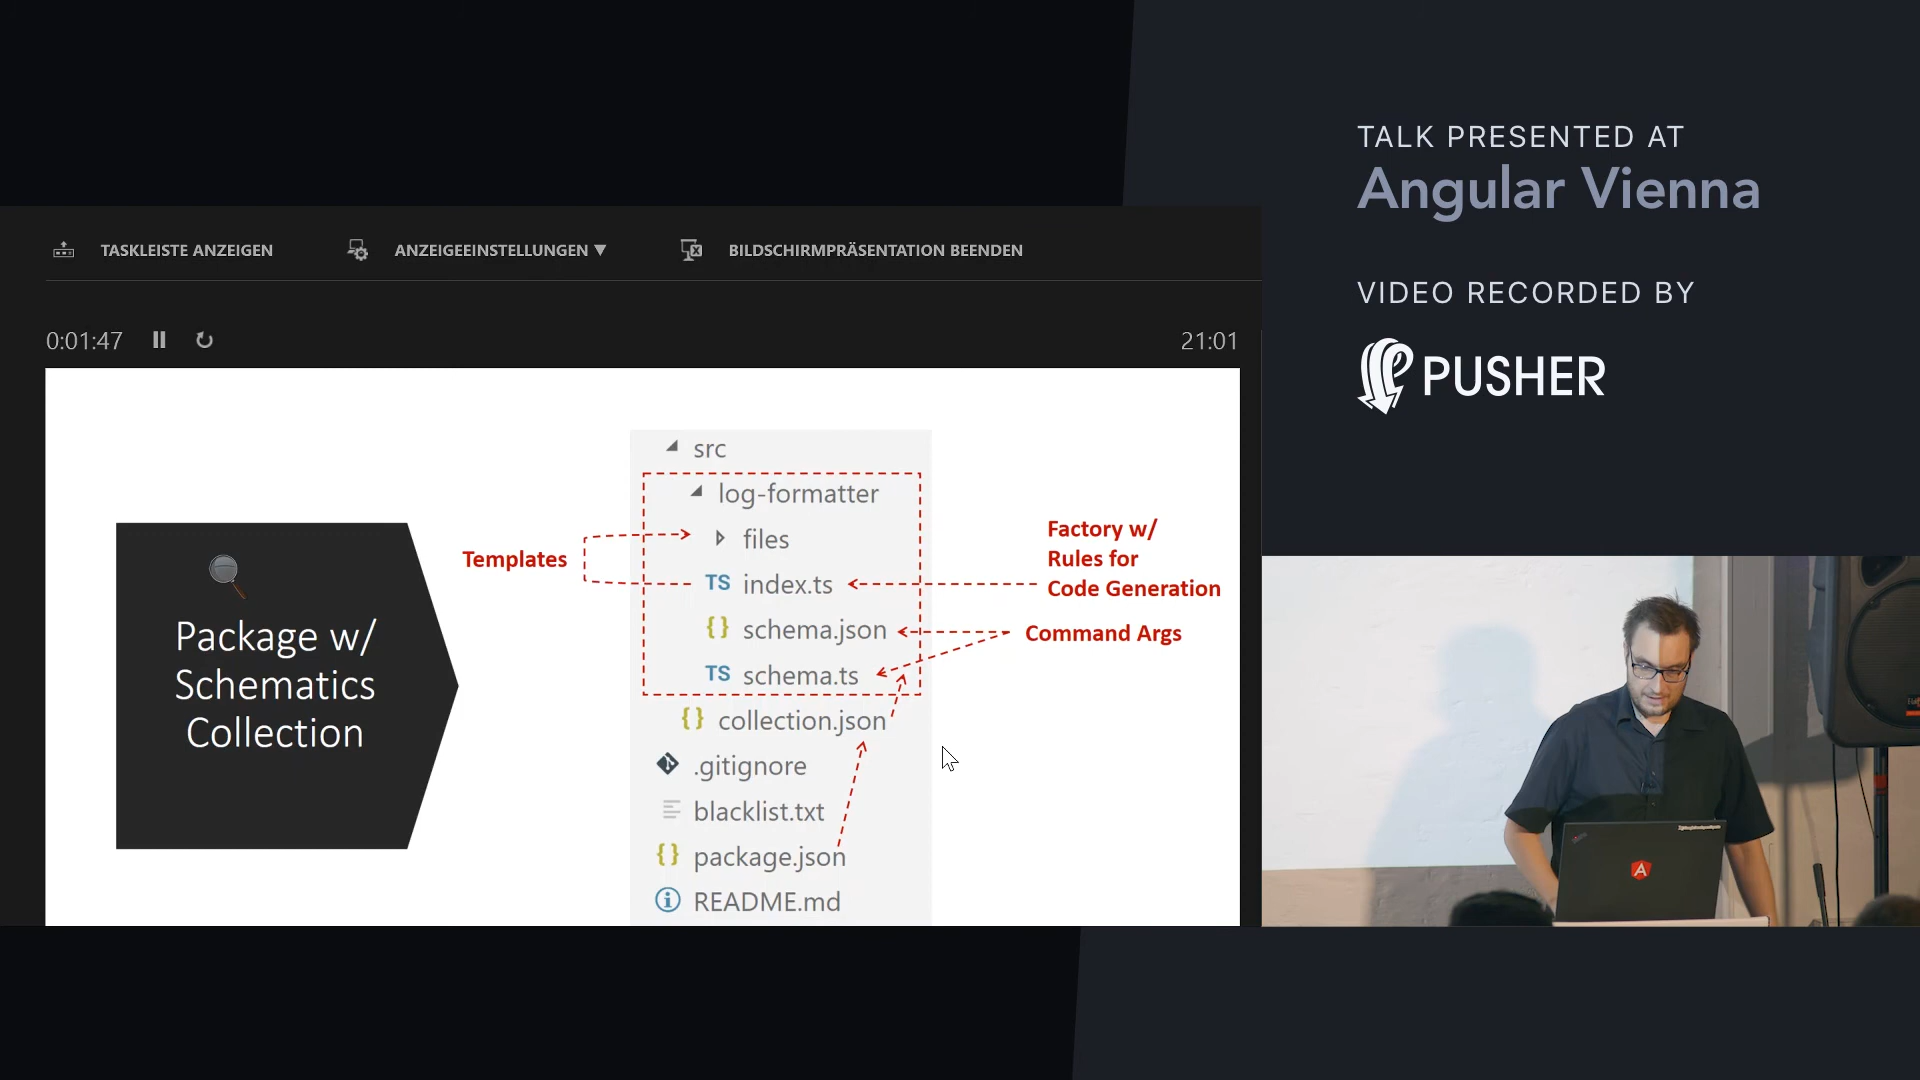 TALK PRESENTED AT
Angular Vienna
VIDEO RECORDED BY
PUSHER
TASKLEISTE ANZEIGEN
ANZEIGEEINSTELLUNGEN ▼
BILDSCHIRMPRÄSENTATION BEENDEN
0:01:47
21:01
Package w/
Schematics
Collection
src
log-formatter
files
TS index.ts
{ } schema.json
TS schema.ts
{ } collection.json
.gitignore
blacklist.txt
{ } package.json
README.md
Templates
Factory w/
Rules for
Code Generation
Command Args